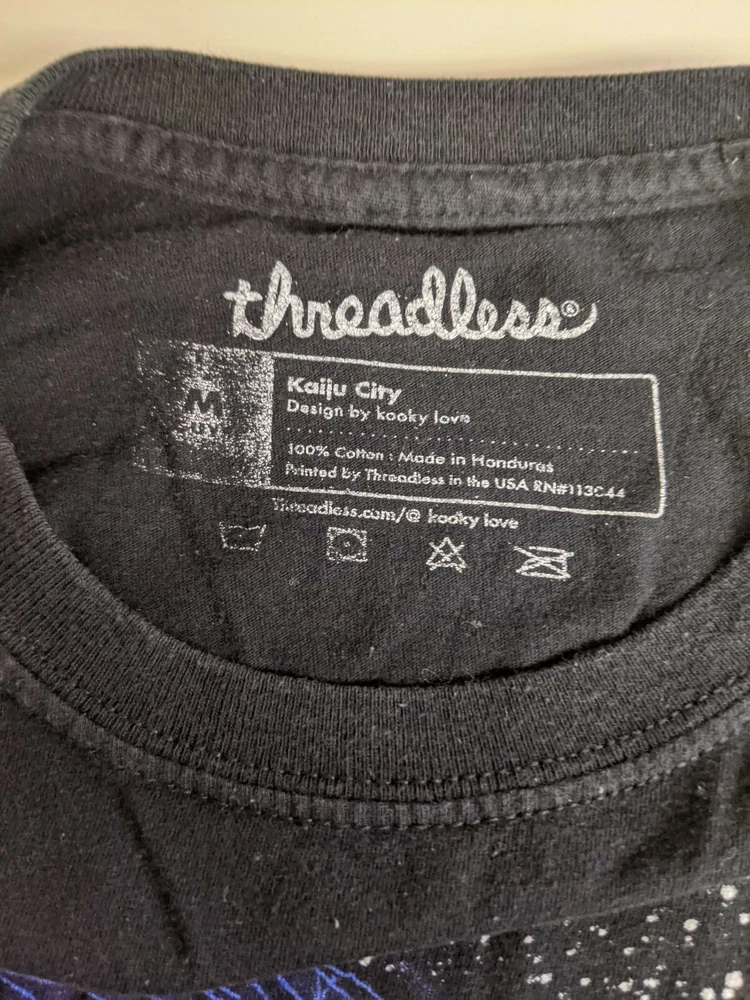 threadless®
M
Kaiju City
Design by kooky love
100% Cotton : Made in Honduras
Printed by Threadless in the USA RN#113C44
Threadless.com/@ kooky love